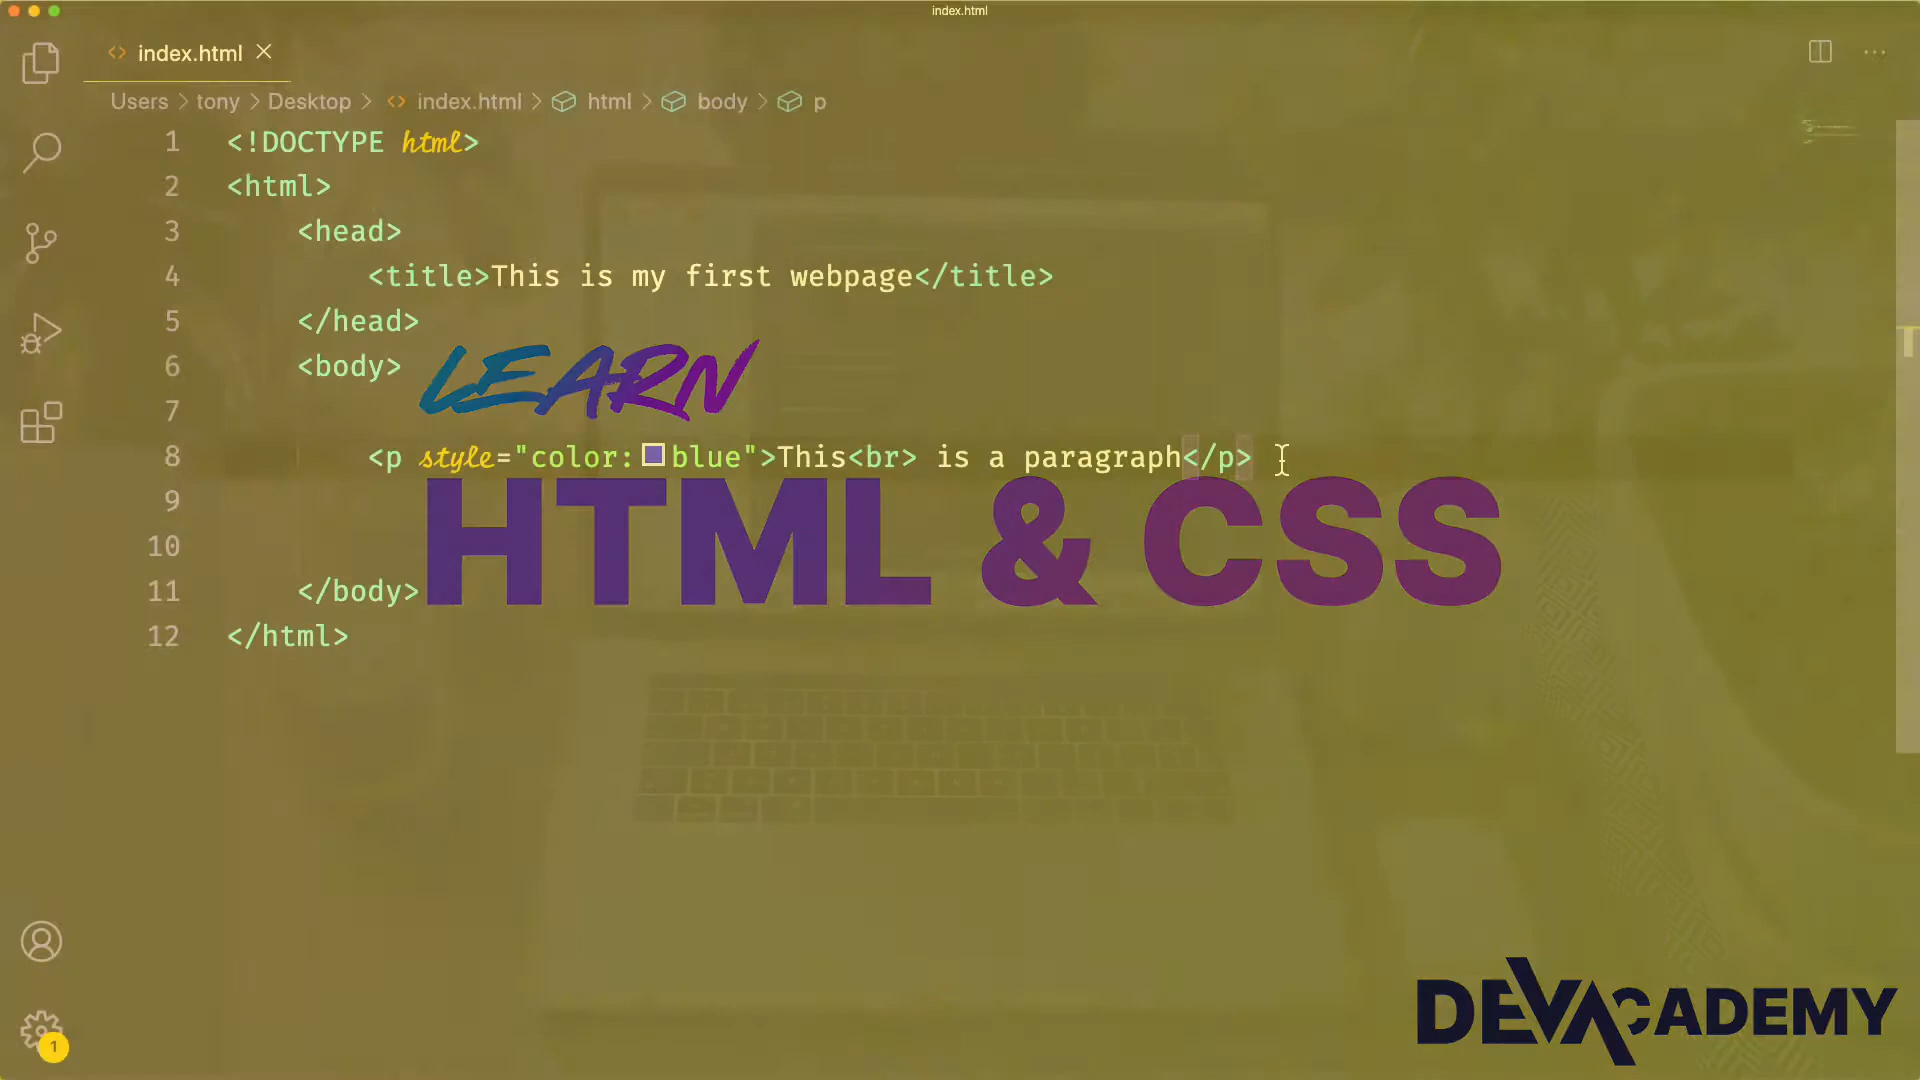 index.html
index.html
Users > tony > Desktop > index.html > html > body > p
1 <!DOCTYPE html>
2 <html>
3 <head>
4 <title>This is my first webpage</title>
5 </head>
6 <body>
LEARN
7
8 <p style="color:blue">This<br> is a paragraph</p>
HTML & CSS
9
10
11 </body>
12 </html>
1
DEVACADEMY